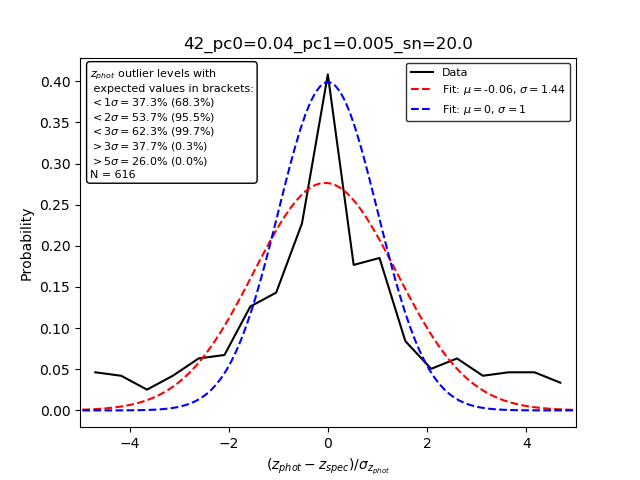 42_pc0=0.04_pc1=0.005_sn=20.0
z_phot outlier levels with
expected values in brackets:
<1σ=37.3% (68.3%)
<2σ=53.7% (95.5%)
<3σ=62.3% (99.7%)
>3σ=37.7% (0.3%)
>5σ=26.0% (0.0%)
N = 616
Data
Fit: μ=-0.06, σ=1.44
Fit: μ=0, σ=1
Probability
0.40
0.35
0.30
0.25
0.20
0.15
0.10
0.05
0.00
−4 −2 0 2 4
(z_phot − z_spec)/σ_z_phot